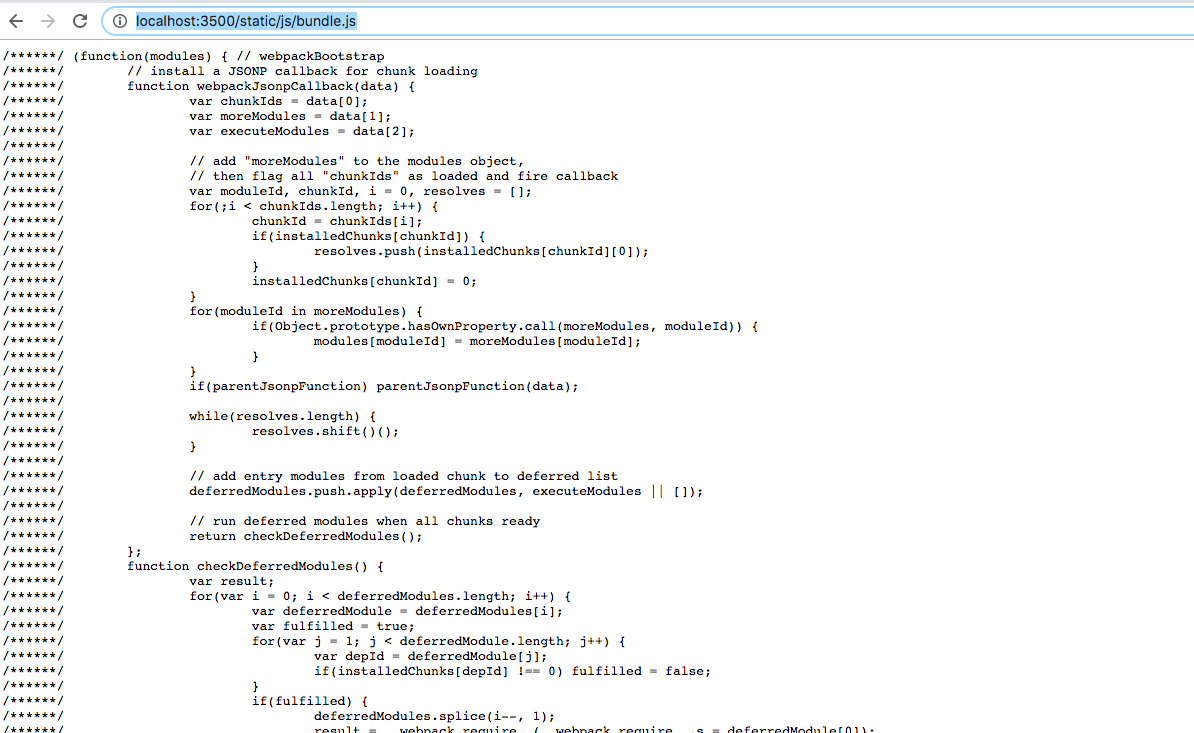 localhost:3500/static/js/bundle.js
/******/ (function(modules) { // webpackBootstrap
/******/ 	// install a JSONP callback for chunk loading
/******/ 	function webpackJsonpCallback(data) {
/******/ 		var chunkIds = data[0];
/******/ 		var moreModules = data[1];
/******/ 		var executeModules = data[2];
/******/
/******/ 		// add "moreModules" to the modules object,
/******/ 		// then flag all "chunkIds" as loaded and fire callback
/******/ 		var moduleId, chunkId, i = 0, resolves = [];
/******/ 		for(;i < chunkIds.length; i++) {
/******/ 			chunkId = chunkIds[i];
/******/ 			if(installedChunks[chunkId]) {
/******/ 				resolves.push(installedChunks[chunkId][0]);
/******/ 			}
/******/ 			installedChunks[chunkId] = 0;
/******/ 		}
/******/ 		for(moduleId in moreModules) {
/******/ 			if(Object.prototype.hasOwnProperty.call(moreModules, moduleId)) {
/******/ 				modules[moduleId] = moreModules[moduleId];
/******/ 			}
/******/ 		}
/******/ 		if(parentJsonpFunction) parentJsonpFunction(data);
/******/
/******/ 		while(resolves.length) {
/******/ 			resolves.shift()();
/******/ 		}
/******/
/******/ 		// add entry modules from loaded chunk to deferred list
/******/ 		deferredModules.push.apply(deferredModules, executeModules || []);
/******/
/******/ 		// run deferred modules when all chunks ready
/******/ 		return checkDeferredModules();
/******/ 	};
/******/ 	function checkDeferredModules() {
/******/ 		var result;
/******/ 		for(var i = 0; i < deferredModules.length; i++) {
/******/ 			var deferredModule = deferredModules[i];
/******/ 			var fulfilled = true;
/******/ 			for(var j = 1; j < deferredModule.length; j++) {
/******/ 				var depId = deferredModule[j];
/******/ 				if(installedChunks[depId] !== 0) fulfilled = false;
/******/ 			}
/******/ 			if(fulfilled) {
/******/ 				deferredModules.splice(i--, 1);
/******/ 				result = __webpack_require__(__webpack_require__.s = deferredModule[0]);